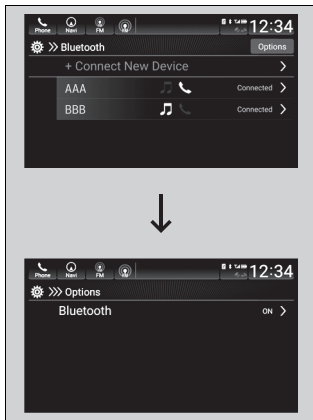 Phone Navi FM 12:34
Bluetooth Options
+ Connect New Device
AAA Connected
BBB Connected
Phone Navi FM 12:34
Options
Bluetooth ON